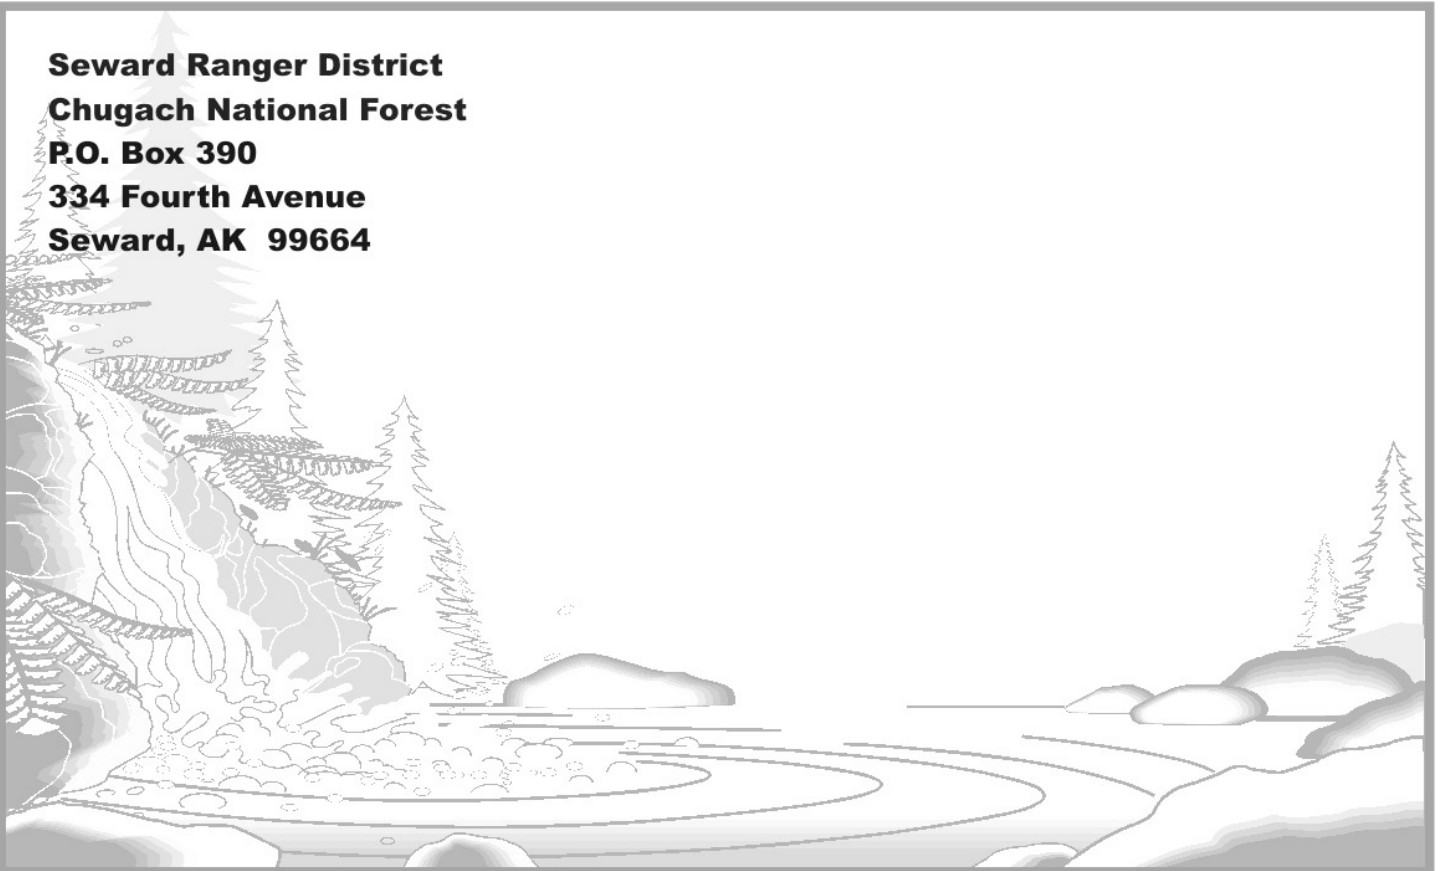 Seward Ranger District
Chugach National Forest
P.O. Box 390
334 Fourth Avenue
Seward, AK  99664